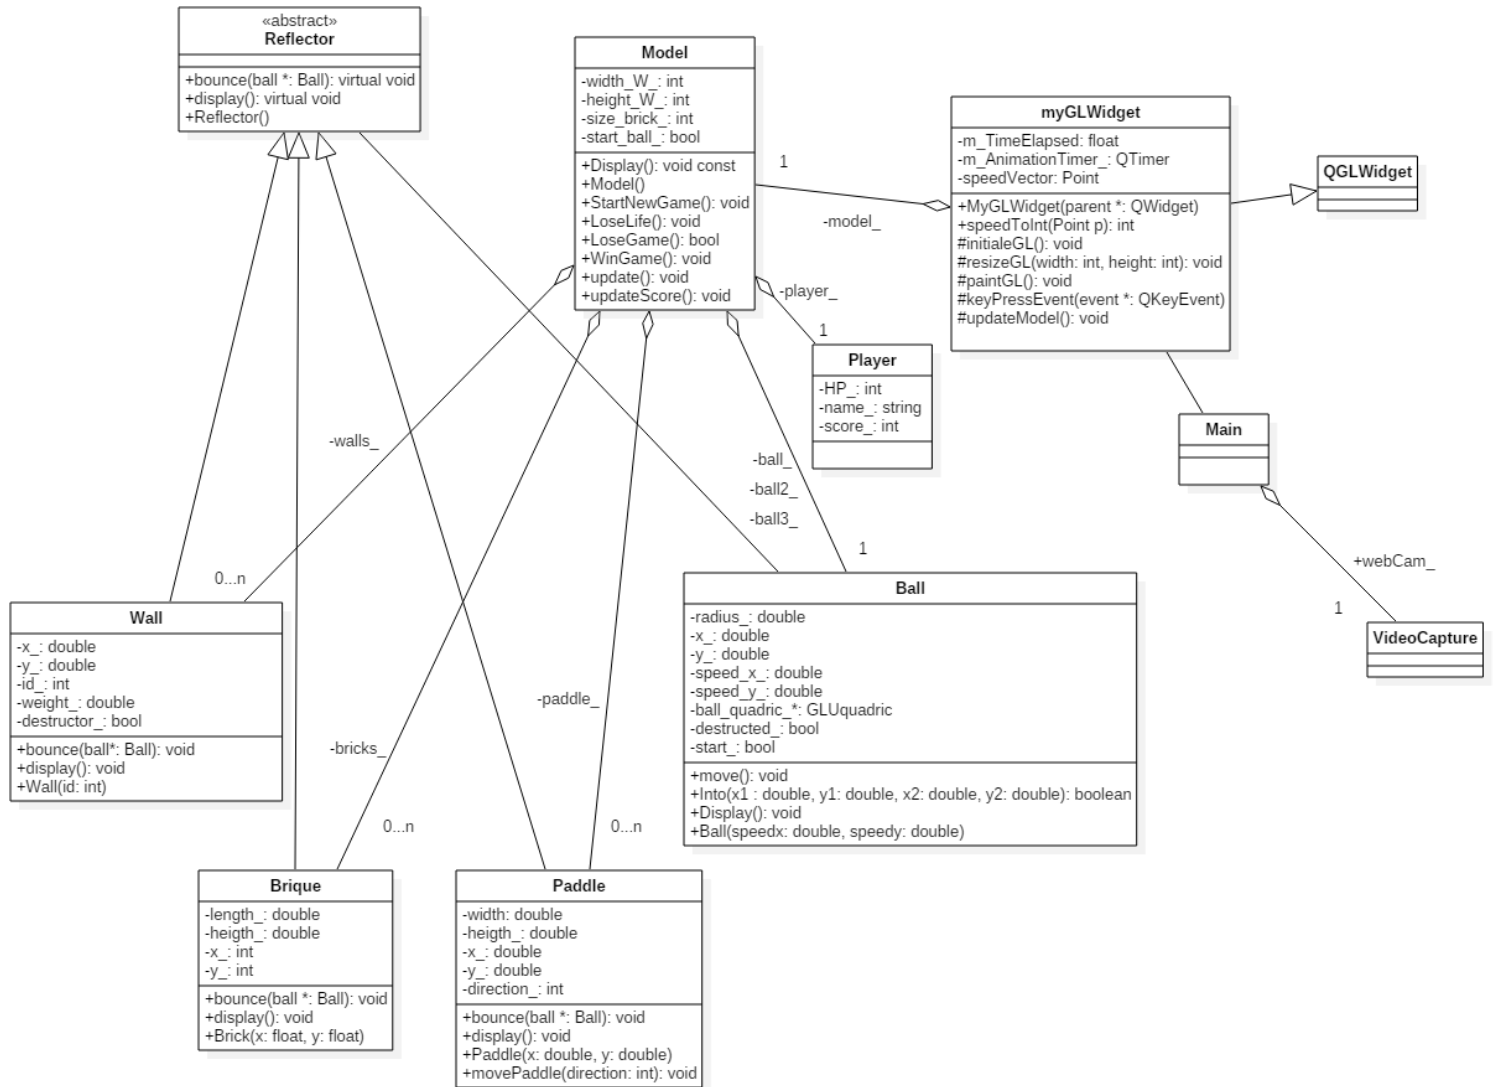 «abstract»
Reflector
+bounce(ball *: Ball): virtual void
+display(): virtual void
+Reflector()
Model
-width_W_: int
-height_W_: int
-size_brick_: int
-start_ball_: bool
+Display(): void const
+Model()
+StartNewGame(): void
+LoseLife(): void
+LoseGame(): bool
+WinGame(): void
+update(): void
+updateScore(): void
1
-model_
myGLWidget
-m_TimeElapsed: float
-m_AnimationTimer_: QTimer
-speedVector: Point
+MyGLWidget(parent *: QWidget)
+speedToInt(Point p): int
#initialeGL(): void
#resizeGL(width: int, height: int): void
#paintGL(): void
#keyPressEvent(event *: QKeyEvent)
#updateModel(): void
QGLWidget
-player_
1
Player
-HP_: int
-name_: string
-score_: int
Main
+webCam_
1
VideoCapture
-walls_
0...n
-ball_
-ball2_
-ball3_
1
Wall
-x_: double
-y_: double
-id_: int
-weight_: double
-destructor_: bool
+bounce(ball*: Ball): void
+display(): void
+Wall(id: int)
Ball
-radius_: double
-x_: double
-y_: double
-speed_x_: double
-speed_y_: double
-ball_quadric_*: GLUquadric
-destructed_: bool
-start_: bool
+move(): void
+Into(x1 : double, y1: double, x2: double, y2: double): boolean
+Display(): void
+Ball(speedx: double, speedy: double)
-bricks_
0...n
-paddle_
0...n
Brique
-length_: double
-heigth_: double
-x_: int
-y_: int
+bounce(ball *: Ball): void
+display(): void
+Brick(x: float, y: float)
Paddle
-width: double
-heigth_: double
-x_: double
-y_: double
-direction_: int
+bounce(ball *: Ball): void
+display(): void
+Paddle(x: double, y: double)
+movePaddle(direction: int): void